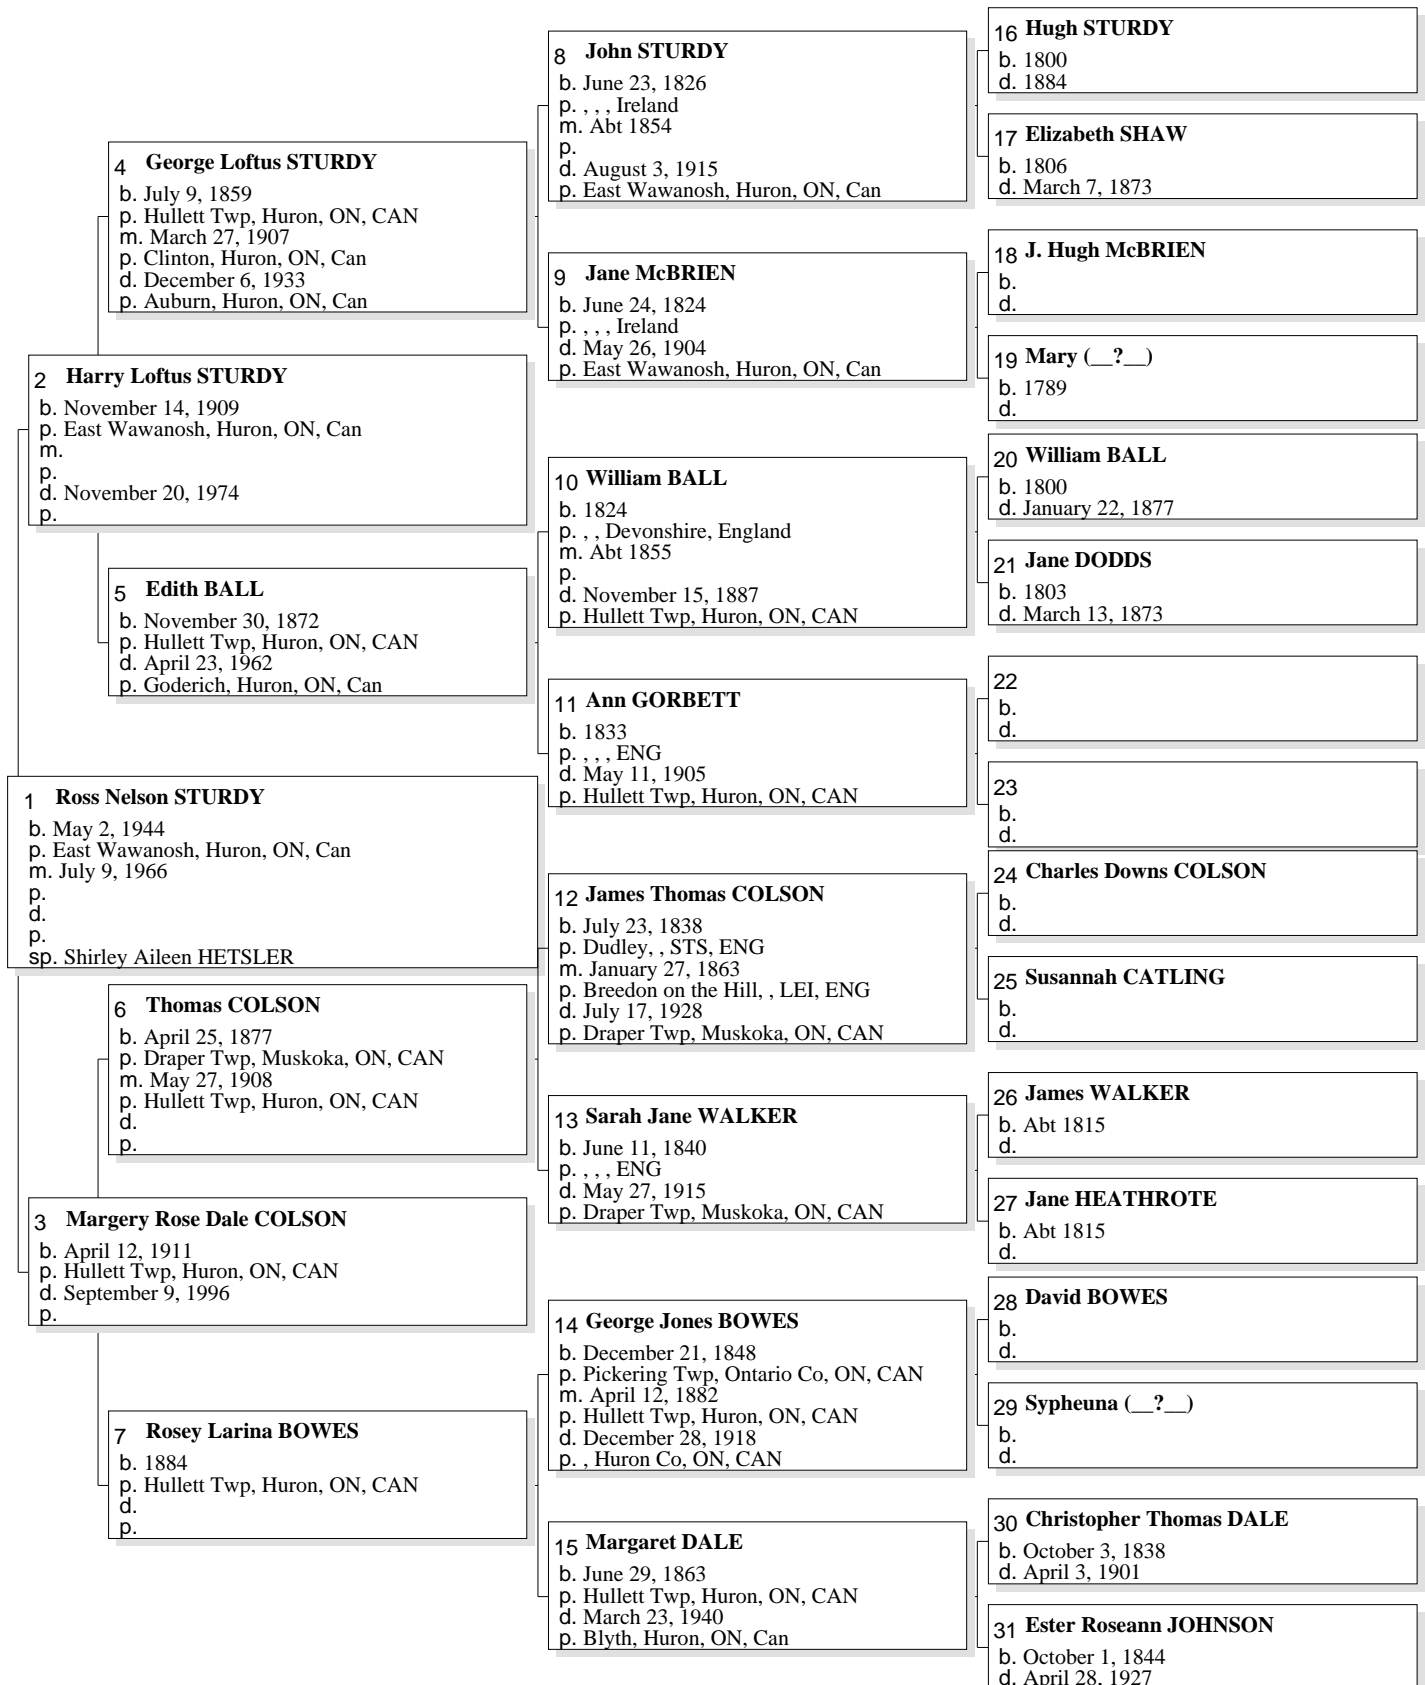 16 Hugh STURDY
b. 1800
d. 1884
8 John STURDY
b. June 23, 1826
p. , , , Ireland
m. Abt 1854
p.
d. August 3, 1915
p. East Wawanosh, Huron, ON, Can
17 Elizabeth SHAW
b. 1806
d. March 7, 1873
4 George Loftus STURDY
b. July 9, 1859
p. Hullett Twp, Huron, ON, CAN
m. March 27, 1907
p. Clinton, Huron, ON, Can
d. December 6, 1933
p. Auburn, Huron, ON, Can
18 J. Hugh McBRIEN
b.
d.
9 Jane McBRIEN
b. June 24, 1824
p. , , , Ireland
d. May 26, 1904
p. East Wawanosh, Huron, ON, Can
19 Mary (__?__)
b. 1789
d.
2 Harry Loftus STURDY
b. November 14, 1909
p. East Wawanosh, Huron, ON, Can
m.
p.
d. November 20, 1974
p.
20 William BALL
b. 1800
d. January 22, 1877
10 William BALL
b. 1824
p. , , Devonshire, England
m. Abt 1855
p.
d. November 15, 1887
p. Hullett Twp, Huron, ON, CAN
21 Jane DODDS
b. 1803
d. March 13, 1873
5 Edith BALL
b. November 30, 1872
p. Hullett Twp, Huron, ON, CAN
d. April 23, 1962
p. Goderich, Huron, ON, Can
22
b.
d.
11 Ann GORBETT
b. 1833
p. , , , ENG
d. May 11, 1905
p. Hullett Twp, Huron, ON, CAN
23
b.
d.
1 Ross Nelson STURDY
b. May 2, 1944
p. East Wawanosh, Huron, ON, Can
m. July 9, 1966
p.
d.
p.
sp. Shirley Aileen HETSLER
24 Charles Downs COLSON
b.
d.
12 James Thomas COLSON
b. July 23, 1838
p. Dudley, , STS, ENG
m. January 27, 1863
p. Breedon on the Hill, , LEI, ENG
d. July 17, 1928
p. Draper Twp, Muskoka, ON, CAN
25 Susannah CATLING
b.
d.
6 Thomas COLSON
b. April 25, 1877
p. Draper Twp, Muskoka, ON, CAN
m. May 27, 1908
p. Hullett Twp, Huron, ON, CAN
d.
p.
26 James WALKER
b. Abt 1815
d.
13 Sarah Jane WALKER
b. June 11, 1840
p. , , , ENG
d. May 27, 1915
p. Draper Twp, Muskoka, ON, CAN
27 Jane HEATHROTE
b. Abt 1815
d.
3 Margery Rose Dale COLSON
b. April 12, 1911
p. Hullett Twp, Huron, ON, CAN
d. September 9, 1996
p.
28 David BOWES
b.
d.
14 George Jones BOWES
b. December 21, 1848
p. Pickering Twp, Ontario Co, ON, CAN
m. April 12, 1882
p. Hullett Twp, Huron, ON, CAN
d. December 28, 1918
p. , Huron Co, ON, CAN
29 Sypheuna (__?__)
b.
d.
7 Rosey Larina BOWES
b. 1884
p. Hullett Twp, Huron, ON, CAN
d.
p.
30 Christopher Thomas DALE
b. October 3, 1838
d. April 3, 1901
15 Margaret DALE
b. June 29, 1863
p. Hullett Twp, Huron, ON, CAN
d. March 23, 1940
p. Blyth, Huron, ON, Can
31 Ester Roseann JOHNSON
b. October 1, 1844
d. April 28, 1927